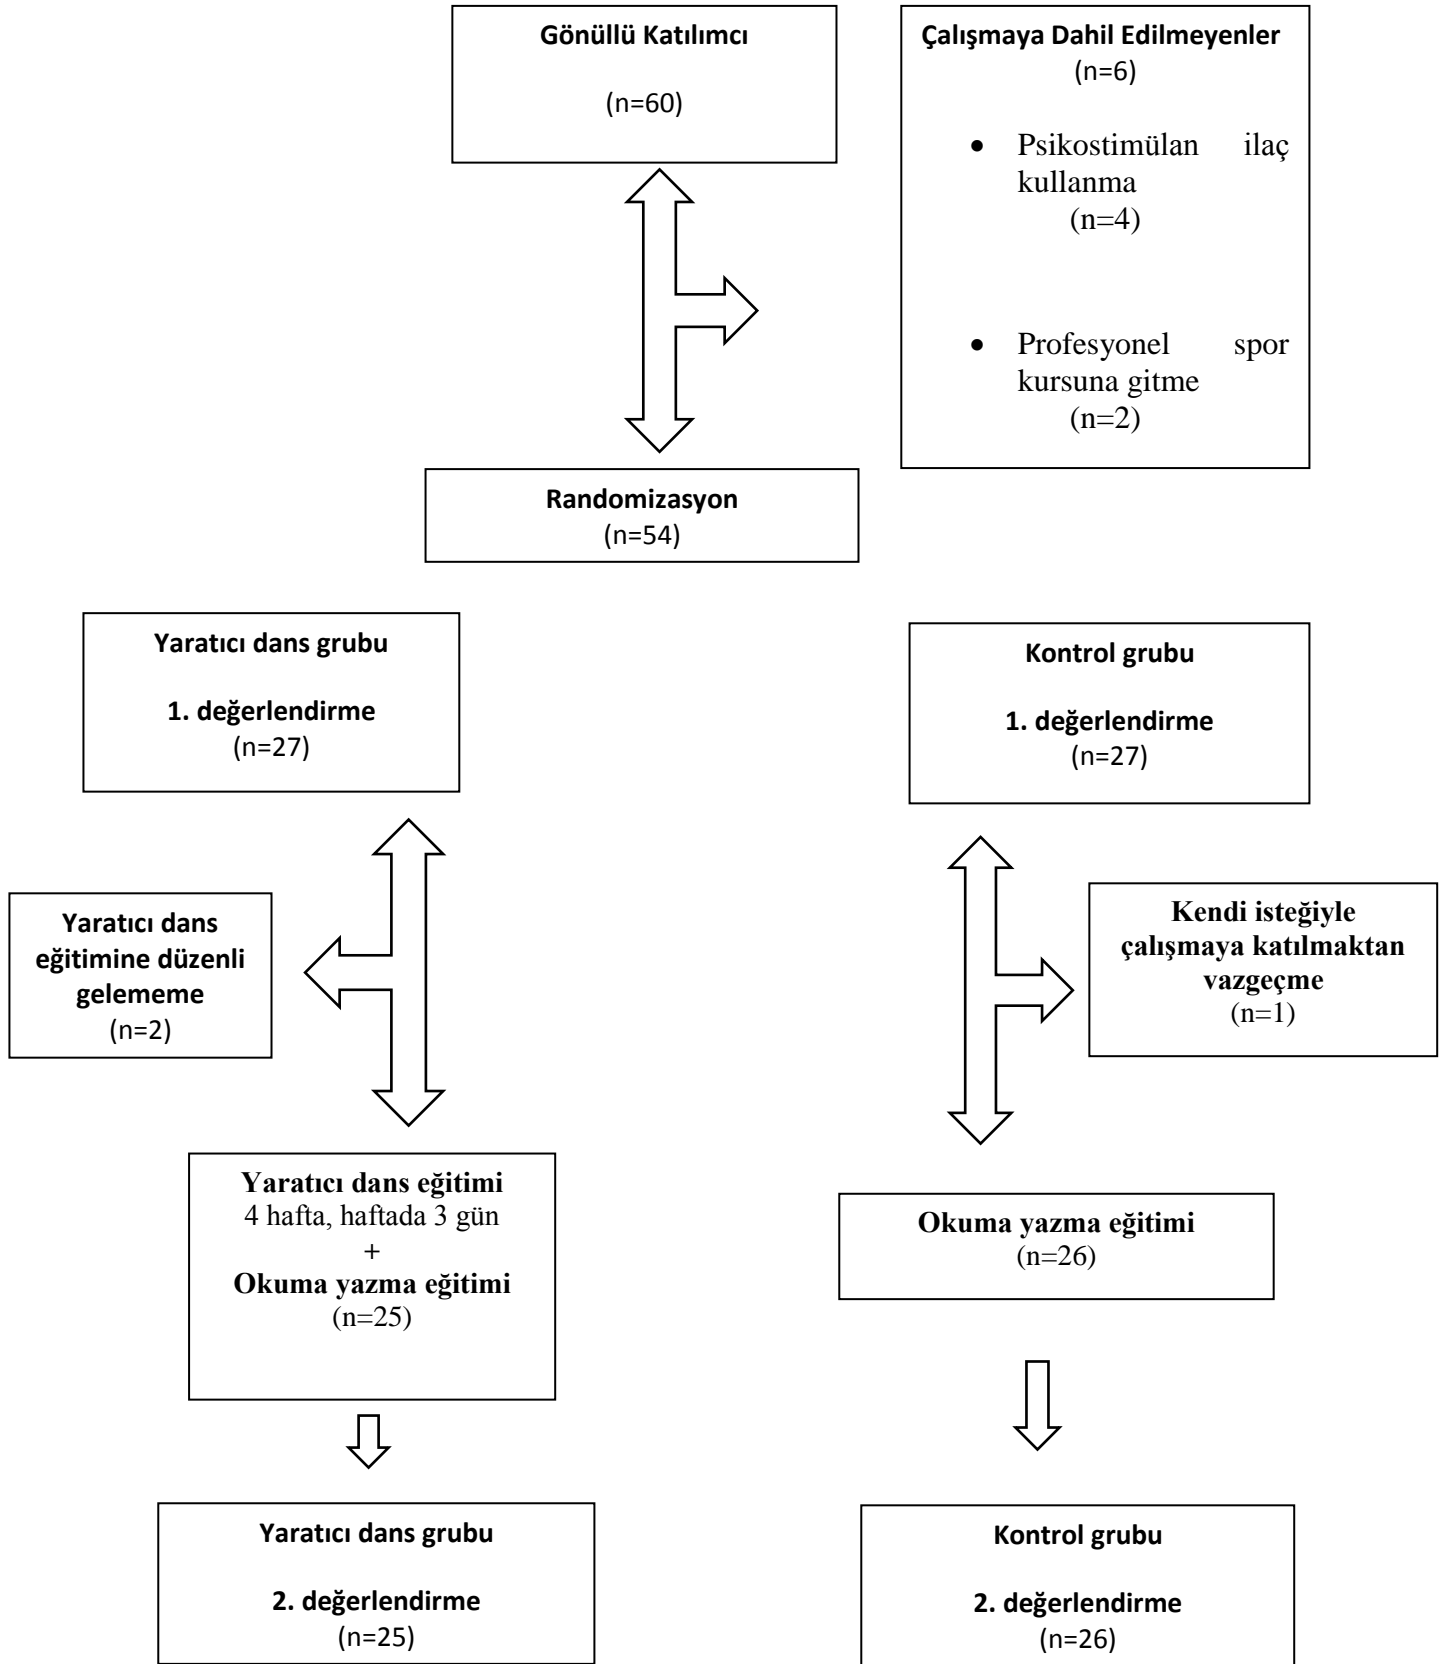 Gönüllü Katılımcı
(n=60)
Çalışmaya Dahil Edilmeyenler
(n=6)
• Psikostimülan ilaç
kullanma
(n=4)
• Profesyonel spor
kursuna gitme
(n=2)
Randomizasyon
(n=54)
Yaratıcı dans grubu
1. değerlendirme
(n=27)
Kontrol grubu
1. değerlendirme
(n=27)
Yaratıcı dans
eğitimine düzenli
gelememe
(n=2)
Kendi isteğiyle
çalışmaya katılmaktan
vazgeçme
(n=1)
Yaratıcı dans eğitimi
4 hafta, haftada 3 gün
+
Okuma yazma eğitimi
(n=25)
Okuma yazma eğitimi
(n=26)
Yaratıcı dans grubu
2. değerlendirme
(n=25)
Kontrol grubu
2. değerlendirme
(n=26)